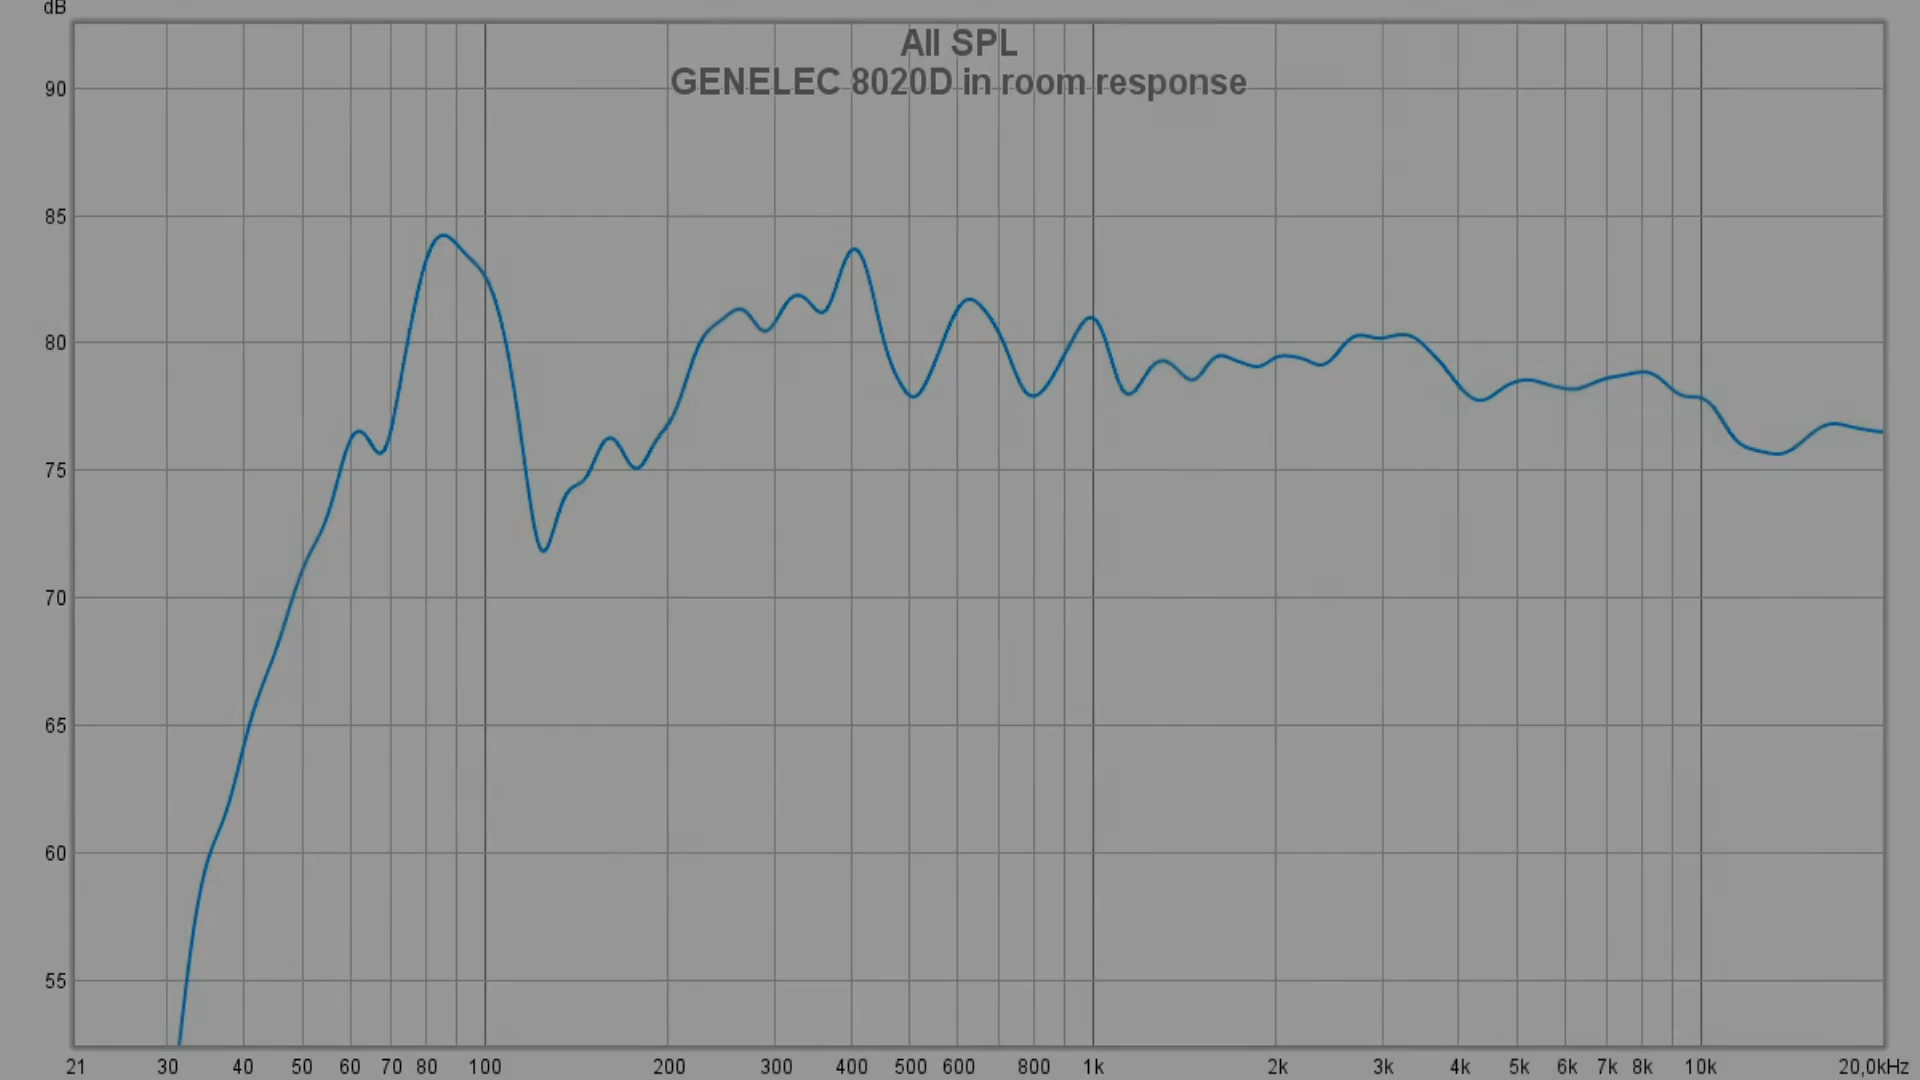 dB
All SPL
GENELEC 8020D in room response
90
85
80
75
70
65
60
55
21 30 40 50 60 70 80 100 200 300 400 500 600 800 1k 2k 3k 4k 5k 6k 7k 8k 10k 20,0kHz